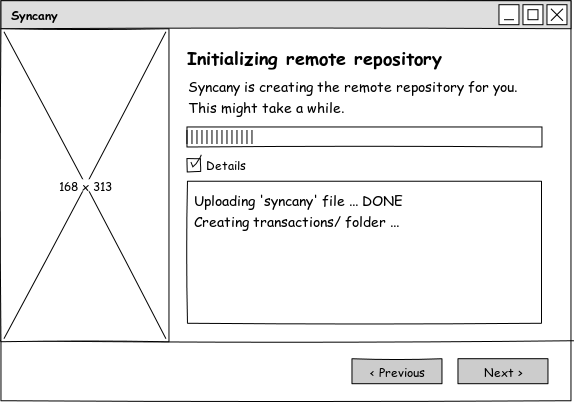 Syncany
Initializing remote repository
Syncany is creating the remote repository for you.
This might take a while.
Details
168 x 313
Uploading 'syncany' file ... DONE
Creating transactions/ folder ...
‹ Previous
Next ›